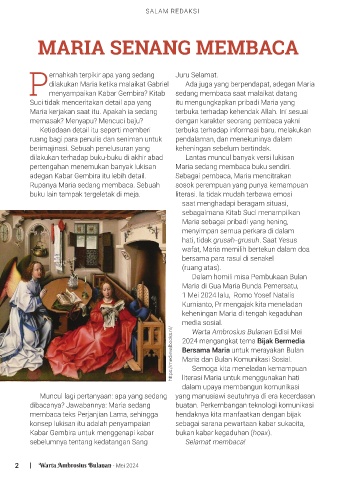 SALAM REDAKSI
MARIA SENANG MEMBACA
Pernahkah terpikir apa yang sedang
dilakukan Maria ketika malaikat Gabriel
menyampaikan Kabar Gembira? Kitab
Suci tidak menceritakan detail apa yang
Maria kerjakan saat itu. Apakah ia sedang
memasak? Menyapu? Mencuci baju?
Ketiadaan detail itu seperti memberi
ruang bagi para penulis dan seniman untuk
berimajinasi. Sebuah penelusuran yang
dilakukan terhadap buku-buku di akhir abad
pertengahan menemukan banyak lukisan
adegan Kabar Gembira itu lebih detail.
Rupanya Maria sedang membaca. Sebuah
buku lain tampak tergeletak di meja.
https://medievalbooks.nl/
Muncul lagi pertanyaan: apa yang sedang
dibacanya? Jawabannya: Maria sedang
membaca teks Perjanjian Lama, sehingga
konsep lukisan itu adalah penyampaian
Kabar Gembira untuk menggenapi kabar
sebelumnya tentang kedatangan Sang
Juru Selamat.
Ada juga yang berpendapat, adegan Maria
sedang membaca saat malaikat datang
itu mengungkapkan pribadi Maria yang
terbuka terhadap kehendak Allah. Ini sesuai
dengan karakter seorang pembaca yakni
terbuka terhadap informasi baru, melakukan
pendalaman, dan menekuninya dalam
keheningan sebelum bertindak.
Lantas muncul banyak versi lukisan
Maria sedang membaca buku sendiri.
Sebagai pembaca, Maria mencitrakan
sosok perempuan yang punya kemampuan
literasi. Ia tidak mudah terbawa emosi
saat menghadapi beragam situasi,
sebagaimana Kitab Suci menampilkan
Maria sebagai pribadi yang hening,
menyimpan semua perkara di dalam
hati, tidak grusah-grusuh. Saat Yesus
wafat, Maria memilih bertekun dalam doa
bersama para rasul di senakel
(ruang atas).
Dalam homili misa Pembukaan Bulan
Maria di Gua Maria Bunda Pemersatu,
1 Mei 2024 lalu, Romo Yosef Natalis
Kurnianto, Pr mengajak kita meneladan
keheningan Maria di tengah kegaduhan
media sosial.
Warta Ambrosius Bulanan Edisi Mei
2024 mengangkat tema Bijak Bermedia
Bersama Maria untuk merayakan Bulan
Maria dan Bulan Komunikasi Sosial.
Semoga kita meneladan kemampuan
literasi Maria untuk menggunakan hati
dalam upaya membangun komunikasi
yang manusiawi seutuhnya di era kecerdasan
buatan. Perkembangan teknologi komunikasi
hendaknya kita manfaatkan dengan bijak
sebagai sarana pewartaan kabar sukacita,
bukan kabar kegaduhan (hoax).
Selamat membaca!
2 | Warta Ambrosius Bulanan - Mei 2024